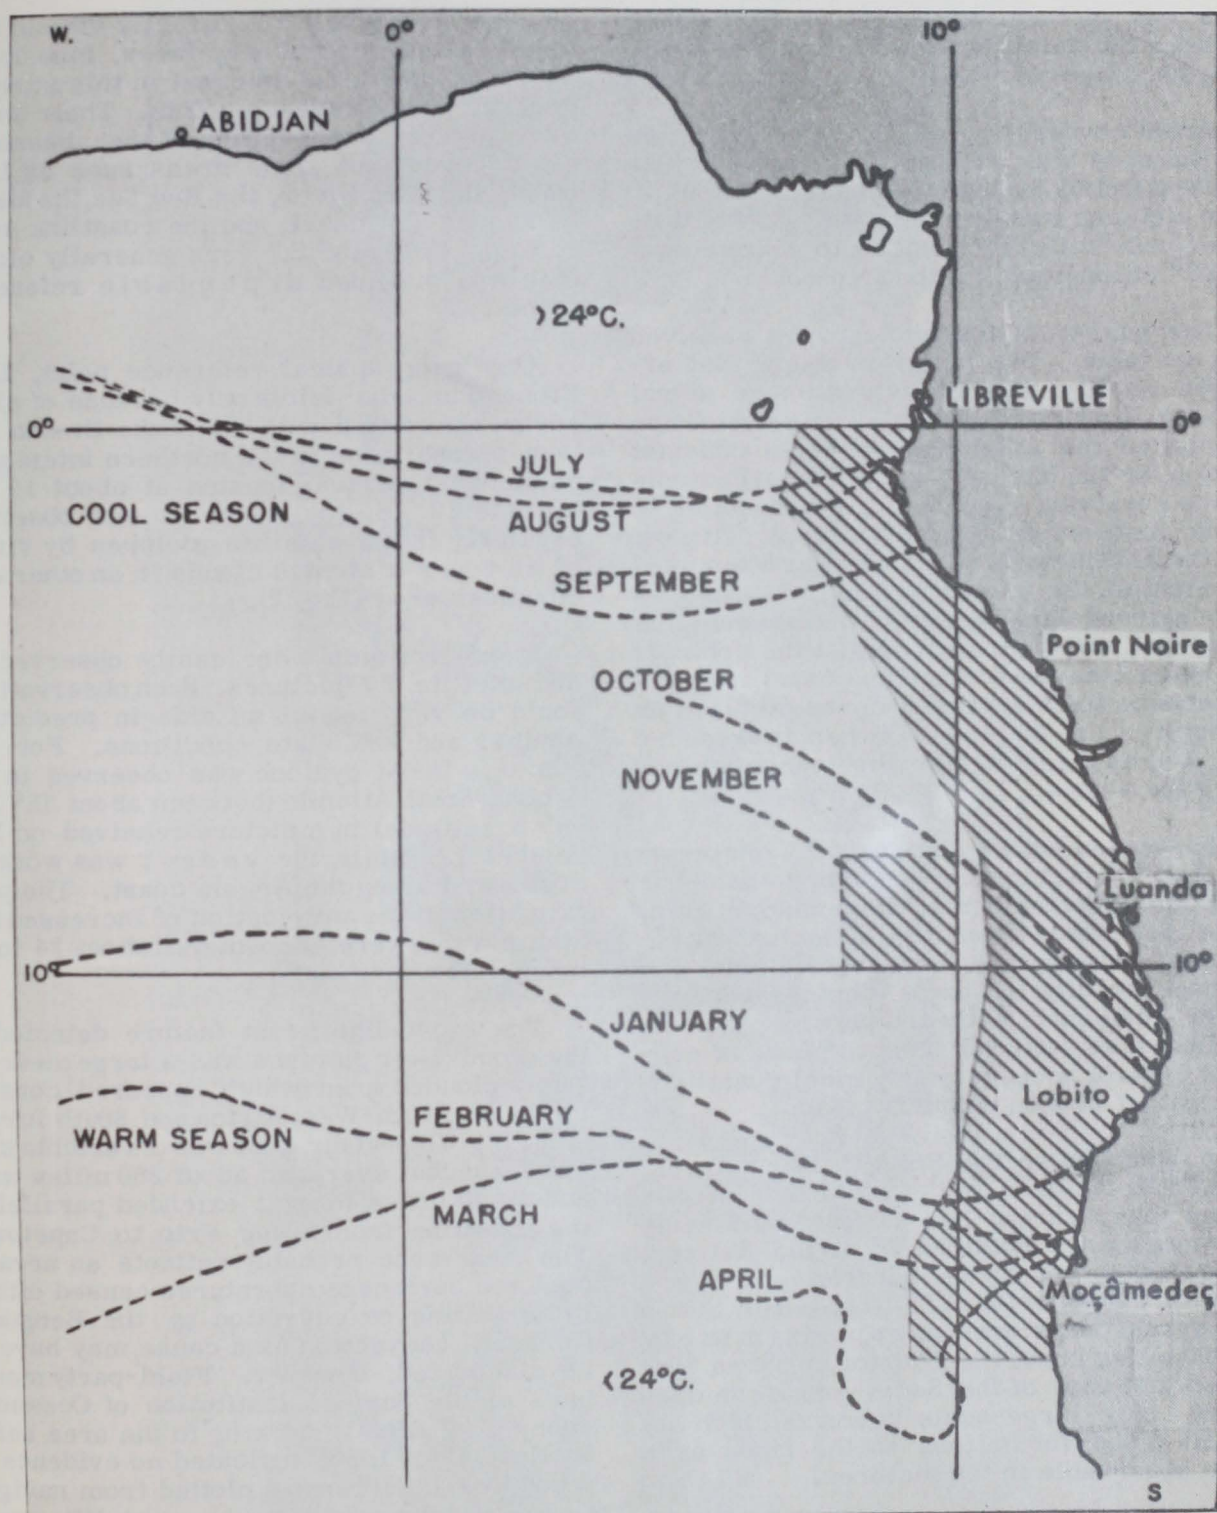 W.
0°
10°
ABIDJAN
>24°C.
LIBREVILLE
0°
0°
JULY
COOL SEASON
AUGUST
SEPTEMBER
Point Noire
OCTOBER
NOVEMBER
Luanda
10°
10°
JANUARY
Lobito
FEBRUARY
WARM SEASON
MARCH
APRIL
Moçâmedeç
<24°C.
S